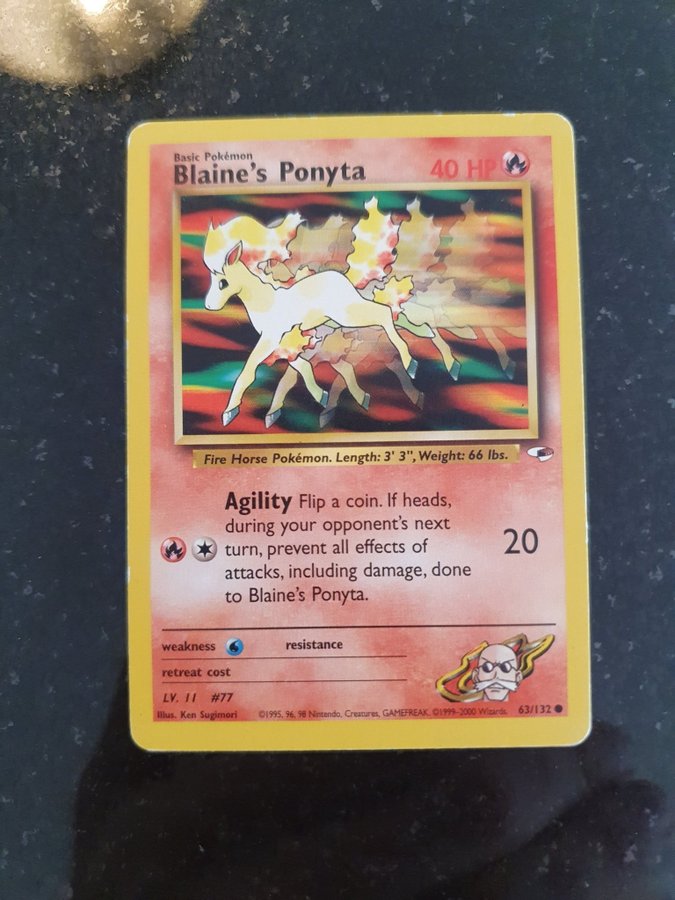 Basic Pokémon
Blaine's Ponyta 40 HP
Fire Horse Pokémon. Length: 3' 3", Weight: 66 lbs.
Agility Flip a coin. If heads,
during your opponent's next
turn, prevent all effects of
attacks, including damage, done
to Blaine's Ponyta.
20
weakness resistance
retreat cost
LV. 11 #77
Illus. Ken Sugimori ©1995, 96, 98 Nintendo, Creatures, GAMEFREAK. ©1999-2000 Wizards. 63/132